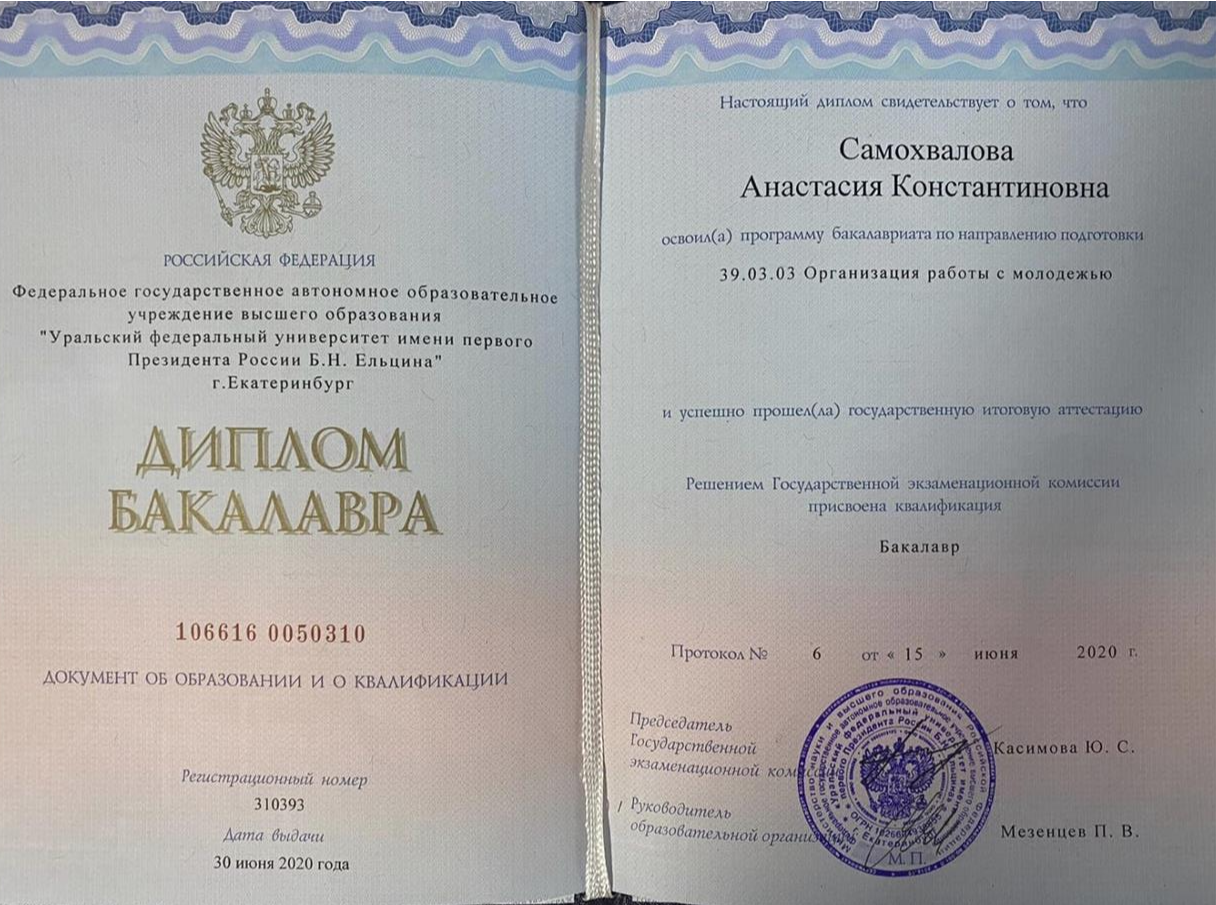 РОССИЙСКАЯ ФЕДЕРАЦИЯ
Федеральное государственное автономное образовательное
учреждение высшего образования
"Уральский федеральный университет имени первого
Президента России Б.Н. Ельцина"
г.Екатеринбург
ДИПЛОМ
БАКАЛАВРА
106616 0050310
ДОКУМЕНТ ОБ ОБРАЗОВАНИИ И О КВАЛИФИКАЦИИ
Регистрационный номер
310393
Дата выдачи
30 июня 2020 года
Настоящий диплом свидетельствует о том, что
Самохвалова
Анастасия Константиновна
освоил(а) программу бакалавриата по направлению подготовки
39.03.03 Организация работы с молодежью
и успешно прошел(ла) государственную итоговую аттестацию
Решением Государственной экзаменационной комиссии
присвоена квалификация
Бакалавр
Протокол № 6 от « 15 » июня 2020 г.
Председатель
Государственной
экзаменационной комиссии Касимова Ю. С.
Руководитель
образовательной организации Мезенцев П. В.
М.П.